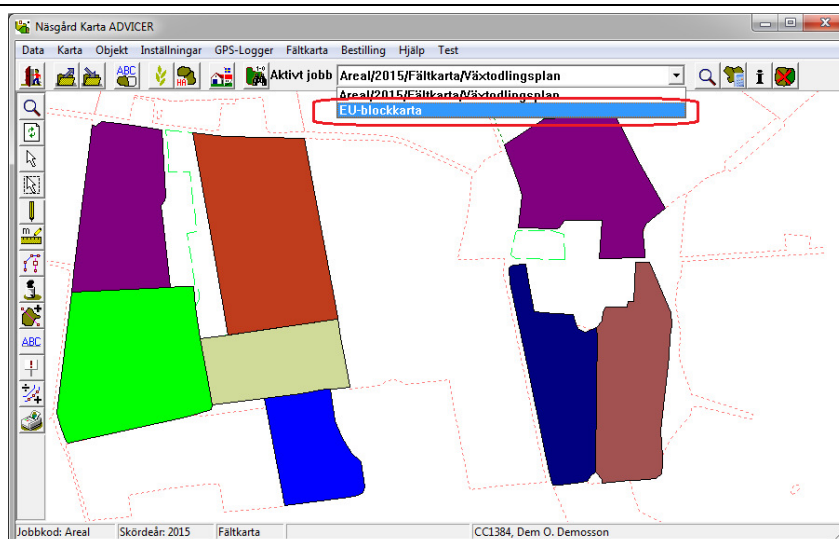 Näsgård Karta ADVICER
Data Karta Objekt Inställningar GPS-Logger Fältkarta Bestilling Hjälp Test
ABC HA Aktivt jobb Areal/2015/Fältkarta/Växtodlingsplan
Areal/2015/Fältkarta/Växtodlingsplan
EU-blockkarta
m
ABC
Jobbkod: Areal Skördeår: 2015 Fältkarta CC1384, Dem O. Demosson